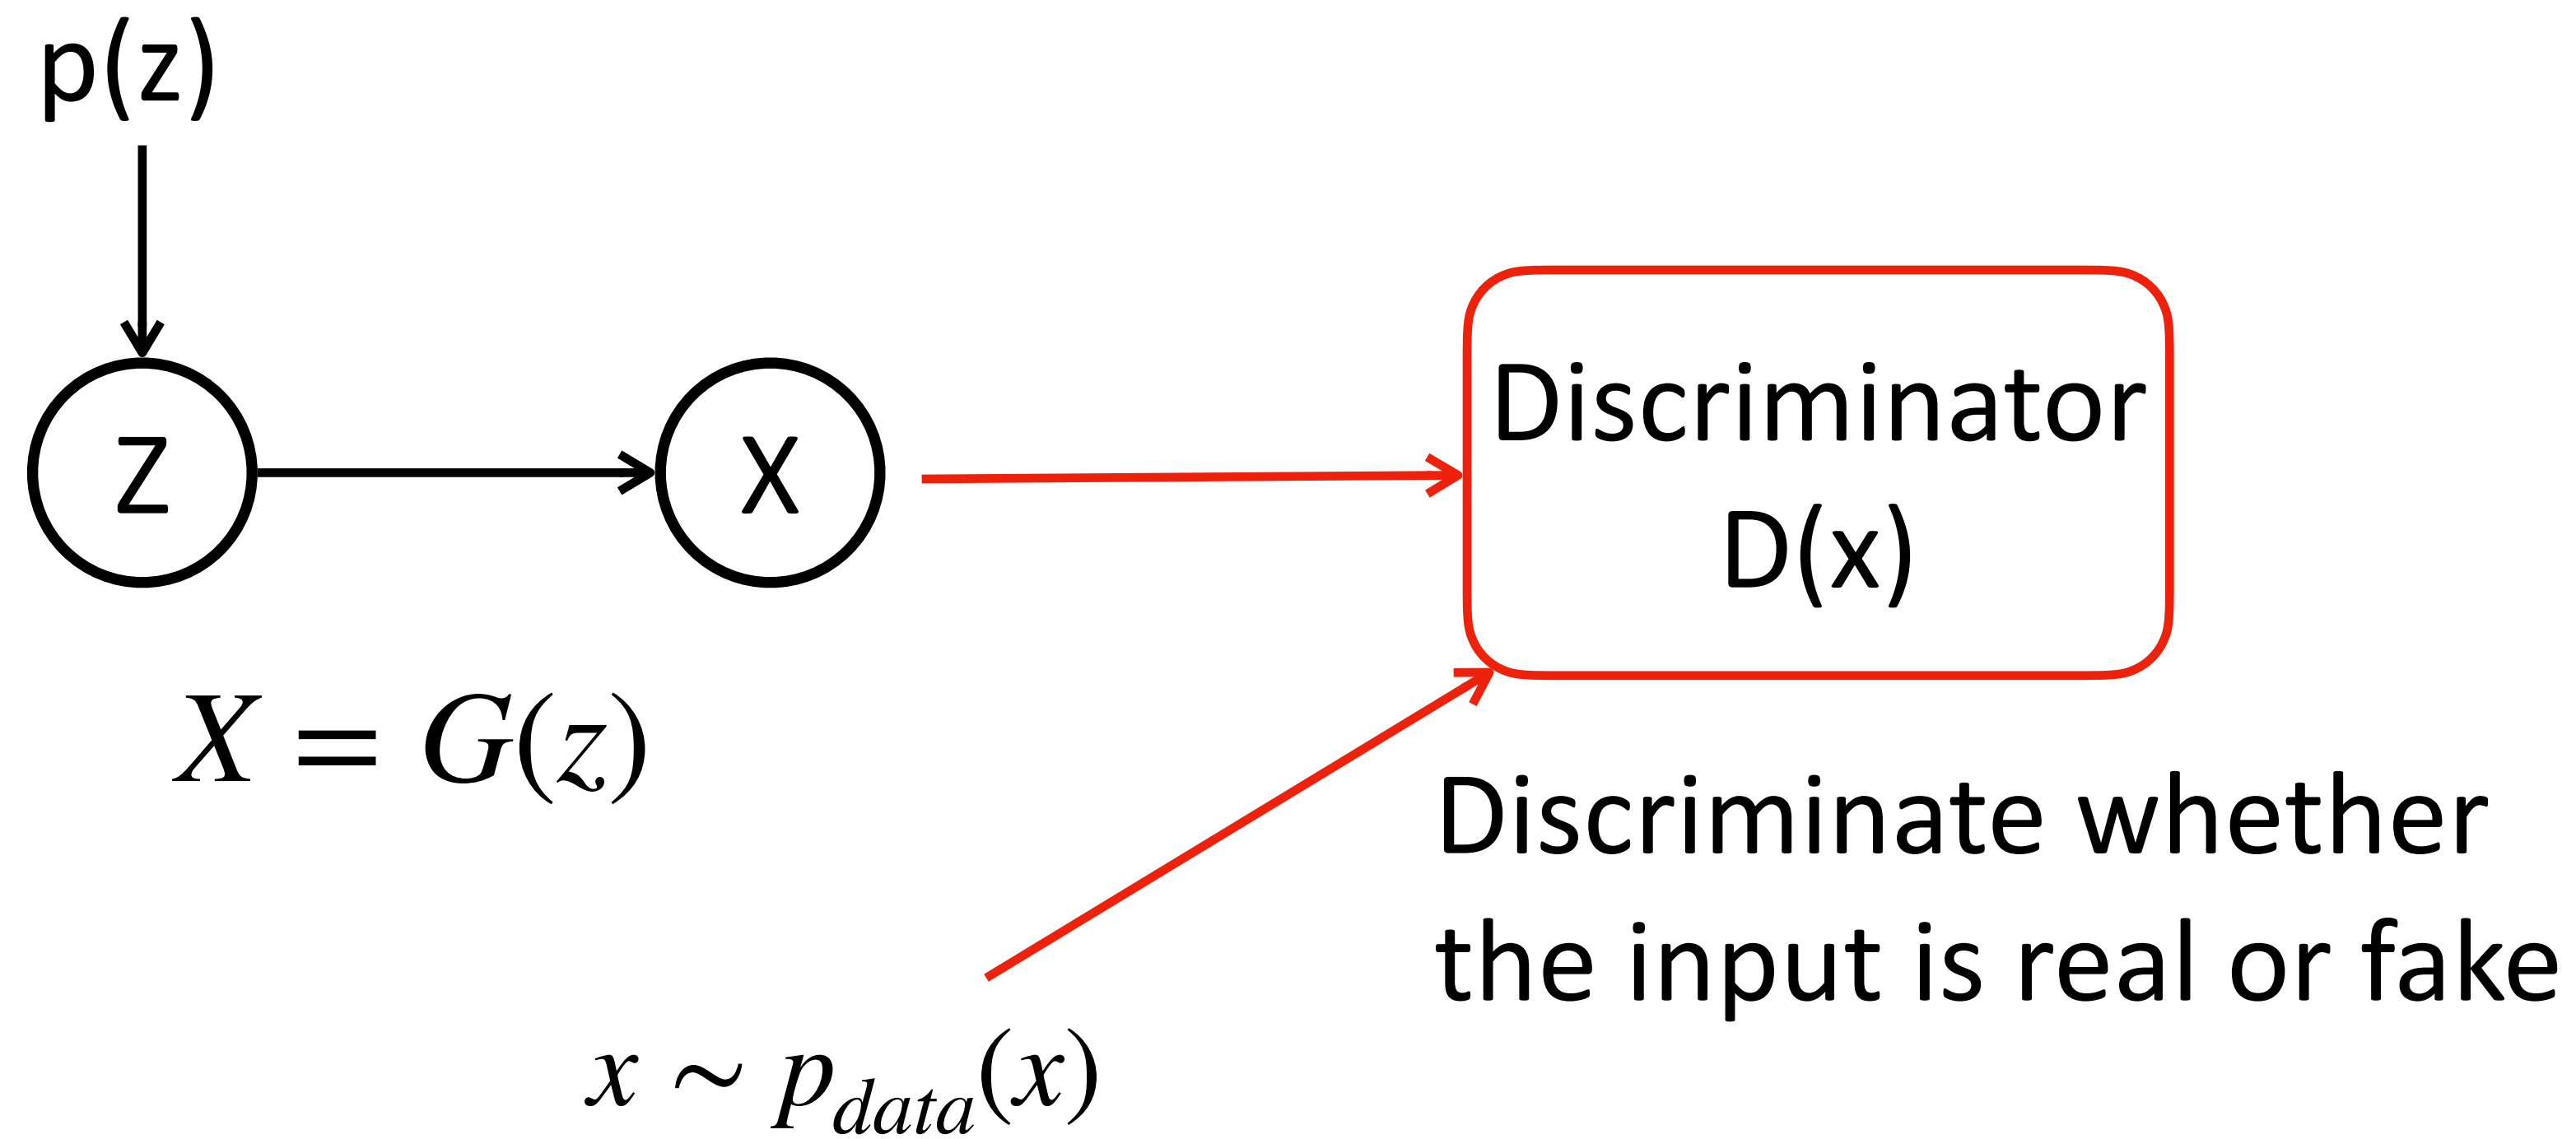 p(z)
Z
X
Discriminator
D(x)
X = G(z)
Discriminate whether
the input is real or fake
x ~ p_data(x)